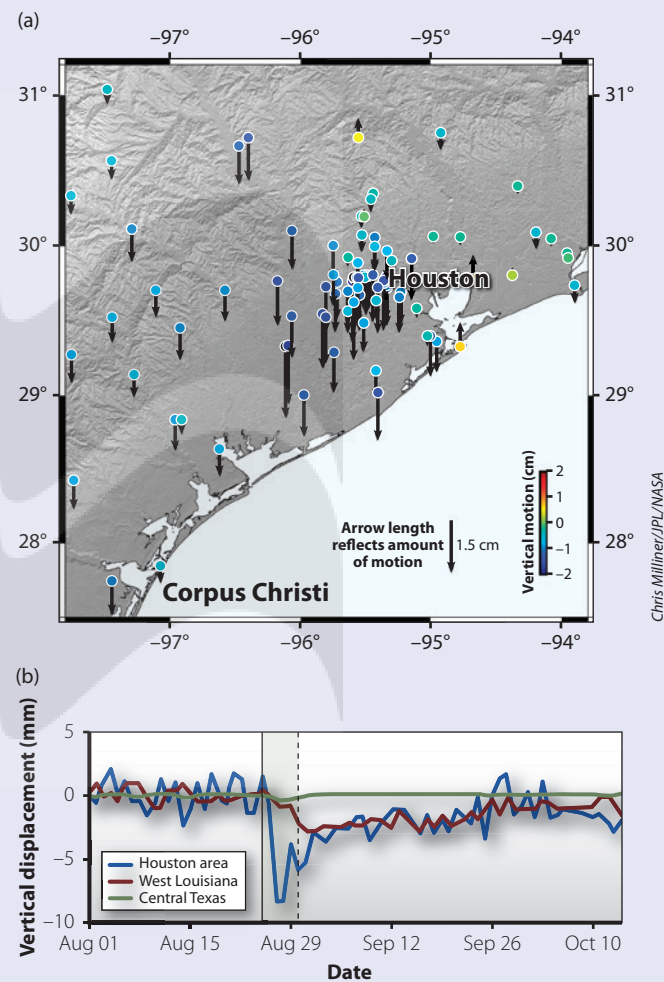 (a)
−97° −96° −95° −94°
31° 31°
30° 30°
Houston
29° 29°
Vertical motion (cm)
2
1
0
−1
−2
Arrow length
reflects amount
of motion
1.5 cm
28° 28°
Corpus Christi
−97° −96° −95° −94°
Chris Milliner/JPL/NASA
(b)
Vertical displacement (mm)
5
0
−5
−10
Houston area
West Louisiana
Central Texas
Aug 01 Aug 15 Aug 29 Sep 12 Sep 26 Oct 10
Date